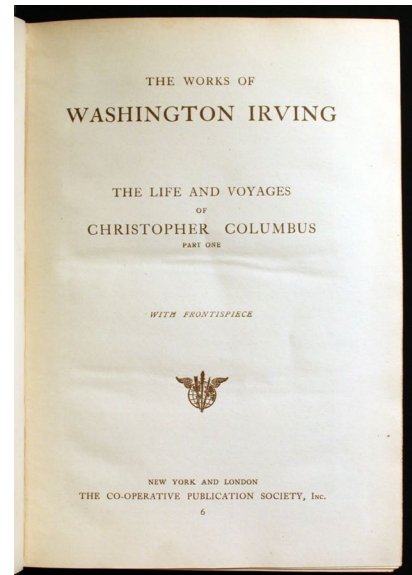 THE WORKS OF
WASHINGTON IRVING
THE LIFE AND VOYAGES
OF
CHRISTOPHER COLUMBUS
PART ONE
WITH FRONTISPIECE
NEW YORK AND LONDON
THE CO-OPERATIVE PUBLICATION SOCIETY, INC.
6